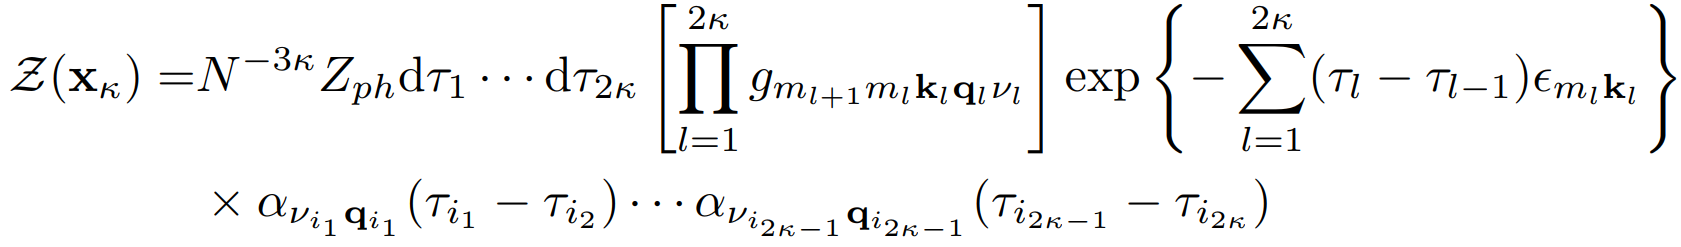 𝒵(𝐱_κ) = N^{−3κ} Z_{ph} dτ_1 ⋯ dτ_{2κ} [∏_{l=1}^{2κ} g_{m_{l+1} m_l 𝐤_l 𝐪_l ν_l}] exp {−∑_{l=1}^{2κ} (τ_l − τ_{l−1}) ϵ_{m_l 𝐤_l}}
× α_{ν_{i_1} 𝐪_{i_1}} (τ_{i_1} − τ_{i_2}) ⋯ α_{ν_{i_{2κ−1}} 𝐪_{i_{2κ−1}}} (τ_{i_{2κ−1}} − τ_{i_{2κ}})